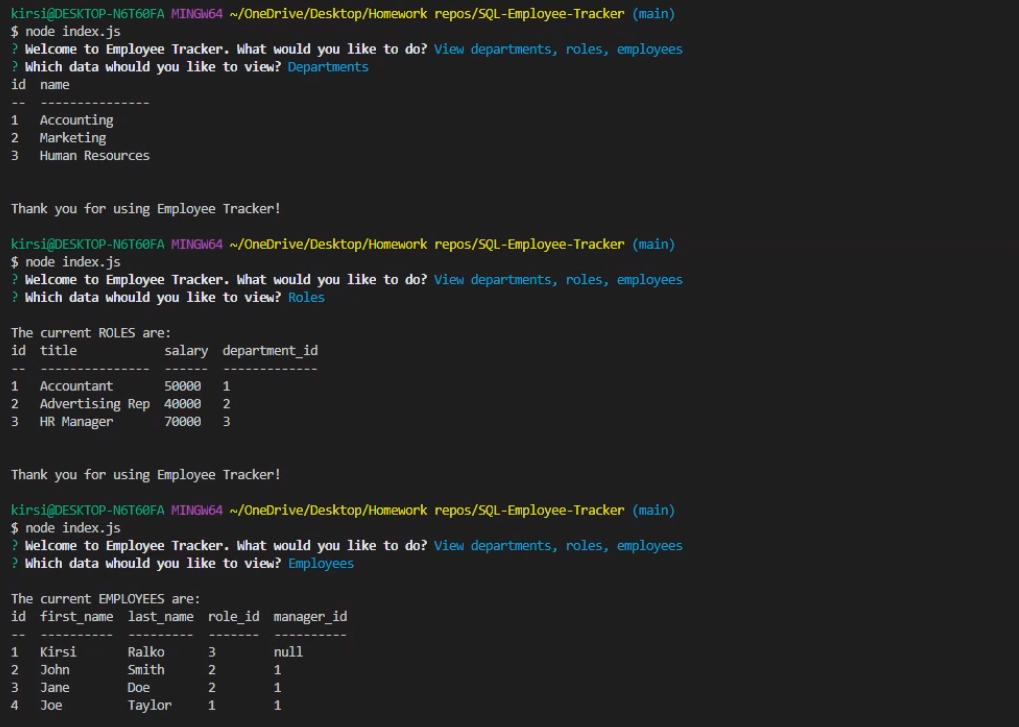 kirsi@DESKTOP-N6T60FA MINGW64 ~/OneDrive/Desktop/Homework repos/SQL-Employee-Tracker (main)
$ node index.js
? Welcome to Employee Tracker. What would you like to do? View departments, roles, employees
? Which data whould you like to view? Departments
id  name
--  ---------------
1   Accounting
2   Marketing
3   Human Resources
Thank you for using Employee Tracker!
kirsi@DESKTOP-N6T60FA MINGW64 ~/OneDrive/Desktop/Homework repos/SQL-Employee-Tracker (main)
$ node index.js
? Welcome to Employee Tracker. What would you like to do? View departments, roles, employees
? Which data whould you like to view? Roles
The current ROLES are:
id  title            salary  department_id
--  ---------------  ------  -------------
1   Accountant       50000   1
2   Advertising Rep  40000   2
3   HR Manager       70000   3
Thank you for using Employee Tracker!
kirsi@DESKTOP-N6T60FA MINGW64 ~/OneDrive/Desktop/Homework repos/SQL-Employee-Tracker (main)
$ node index.js
? Welcome to Employee Tracker. What would you like to do? View departments, roles, employees
? Which data whould you like to view? Employees
The current EMPLOYEES are:
id  first_name  last_name  role_id  manager_id
--  ----------  ---------  -------  ----------
1   Kirsi       Ralko      3        null
2   John        Smith      2        1
3   Jane        Doe        2        1
4   Joe         Taylor     1        1